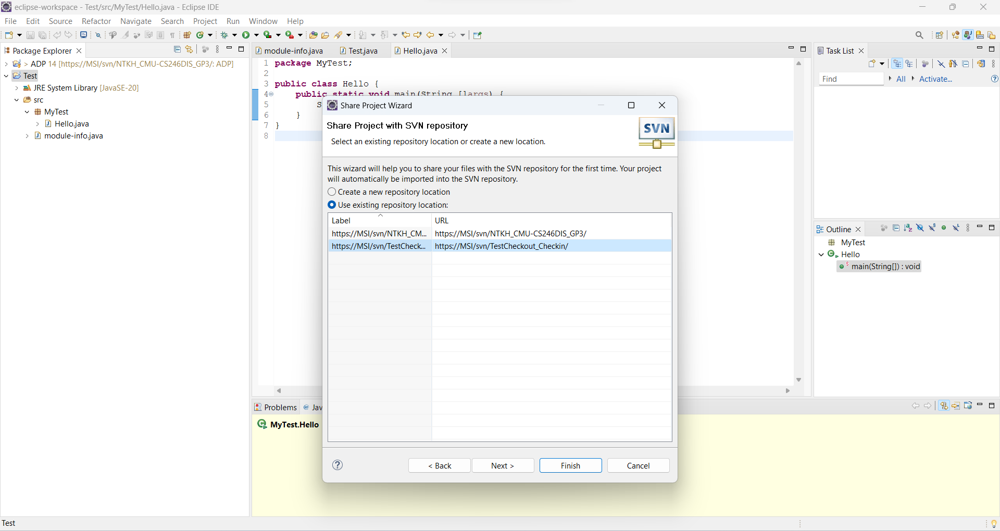 eclipse-workspace - Test/src/MyTest/Hello.java - Eclipse IDE
File Edit Source Refactor Navigate Search Project Run Window Help
Package Explorer
> ADP 14 [https://MSI/svn/NTKH_CMU-CS246DIS_GP3/: ADP]
Test
JRE System Library [JavaSE-20]
src
MyTest
Hello.java
module-info.java
module-info.java Test.java Hello.java
1 package MyTest;
2
3 public class Hello {
4 public static void main(String []args) {
5 S
6 }
7 }
8
Share Project Wizard
Share Project with SVN repository
Select an existing repository location or create a new location.
SVN
This wizard will help you to share your files with the SVN repository for the first time. Your project
will automatically be imported into the SVN repository.
Create a new repository location
Use existing repository location:
Label URL
https://MSI/svn/NTKH_CM... https://MSI/svn/NTKH_CMU-CS246DIS_GP3/
https://MSI/svn/TestCheck... https://MSI/svn/TestCheckout_Checkin/
< Back Next > Finish Cancel
Task List
Find All Activate...
Outline
MyTest
Hello
main(String[]) : void
Problems @ Jav
MyTest.Hello
Test